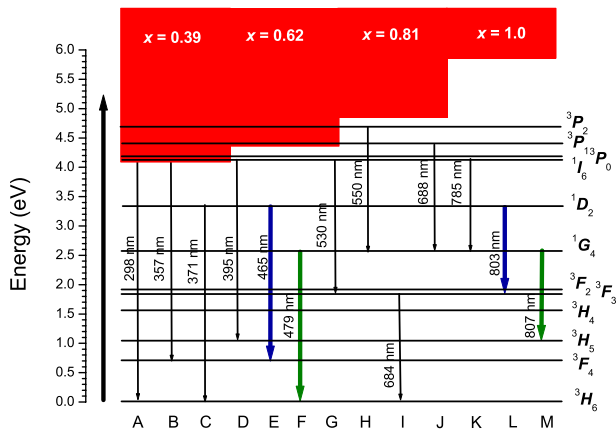 x = 0.39 x = 0.62 x = 0.81 x = 1.0
Energy (eV)
6.0
5.5
5.0
4.5
4.0
3.5
3.0
2.5
2.0
1.5
1.0
0.5
0.0
298 nm
357 nm
371 nm
395 nm
465 nm
479 nm
530 nm
550 nm
684 nm
688 nm
785 nm
803 nm
807 nm
³P₂
³P₁ ³P₀
¹I₆
¹D₂
¹G₄
³F₂ ³F₃
³H₄
³H₅
³F₄
³H₆
A B C D E F G H I J K L M